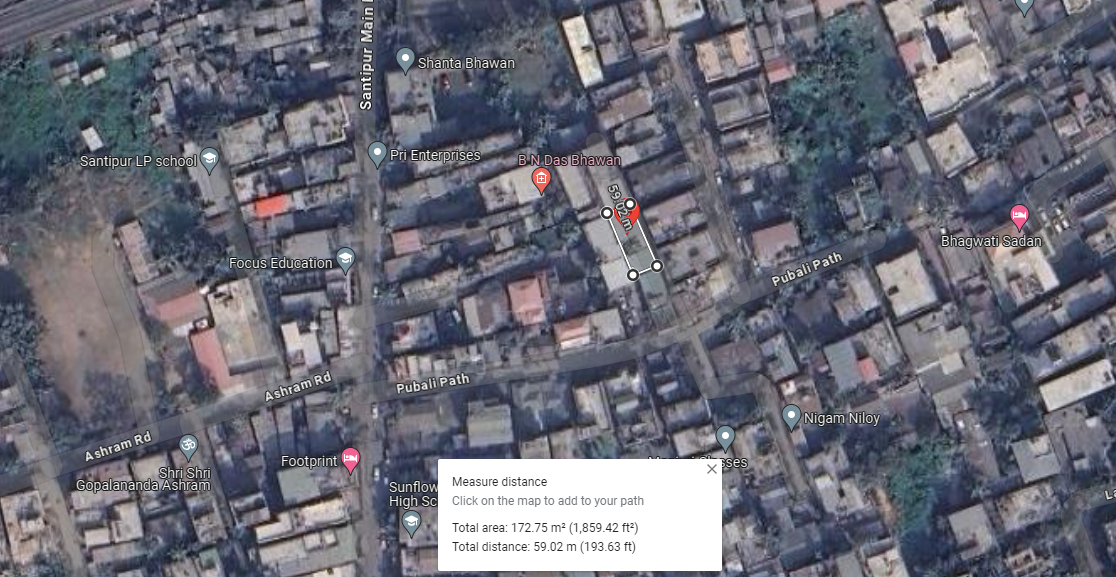 Santipur Main
Shanta Bhawan
Santipur LP school
Pri Enterprises
B N Das Bhawan
59.02 m
Focus Education
Bhagwati Sadan
Pubali Path
Ashram Rd
Pubali Path
Ashram Rd
Nigam Niloy
Shri Shri
Gopalananda Ashram
Footprint
Sunflow
High Sc
Measure distance
Click on the map to add to your path
Total area: 172.75 m² (1,859.42 ft²)
Total distance: 59.02 m (193.63 ft)